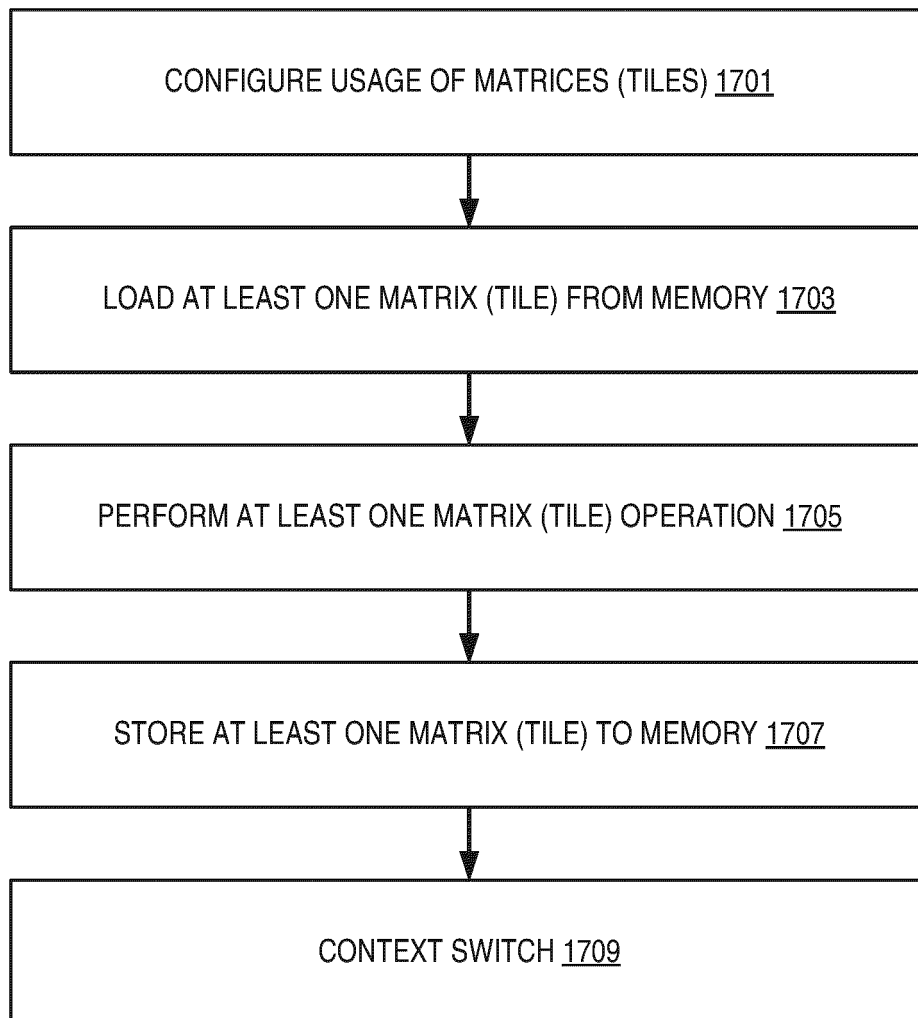 CONFIGURE USAGE OF MATRICES (TILES) 1701
LOAD AT LEAST ONE MATRIX (TILE) FROM MEMORY 1703
PERFORM AT LEAST ONE MATRIX (TILE) OPERATION 1705
STORE AT LEAST ONE MATRIX (TILE) TO MEMORY 1707
CONTEXT SWITCH 1709